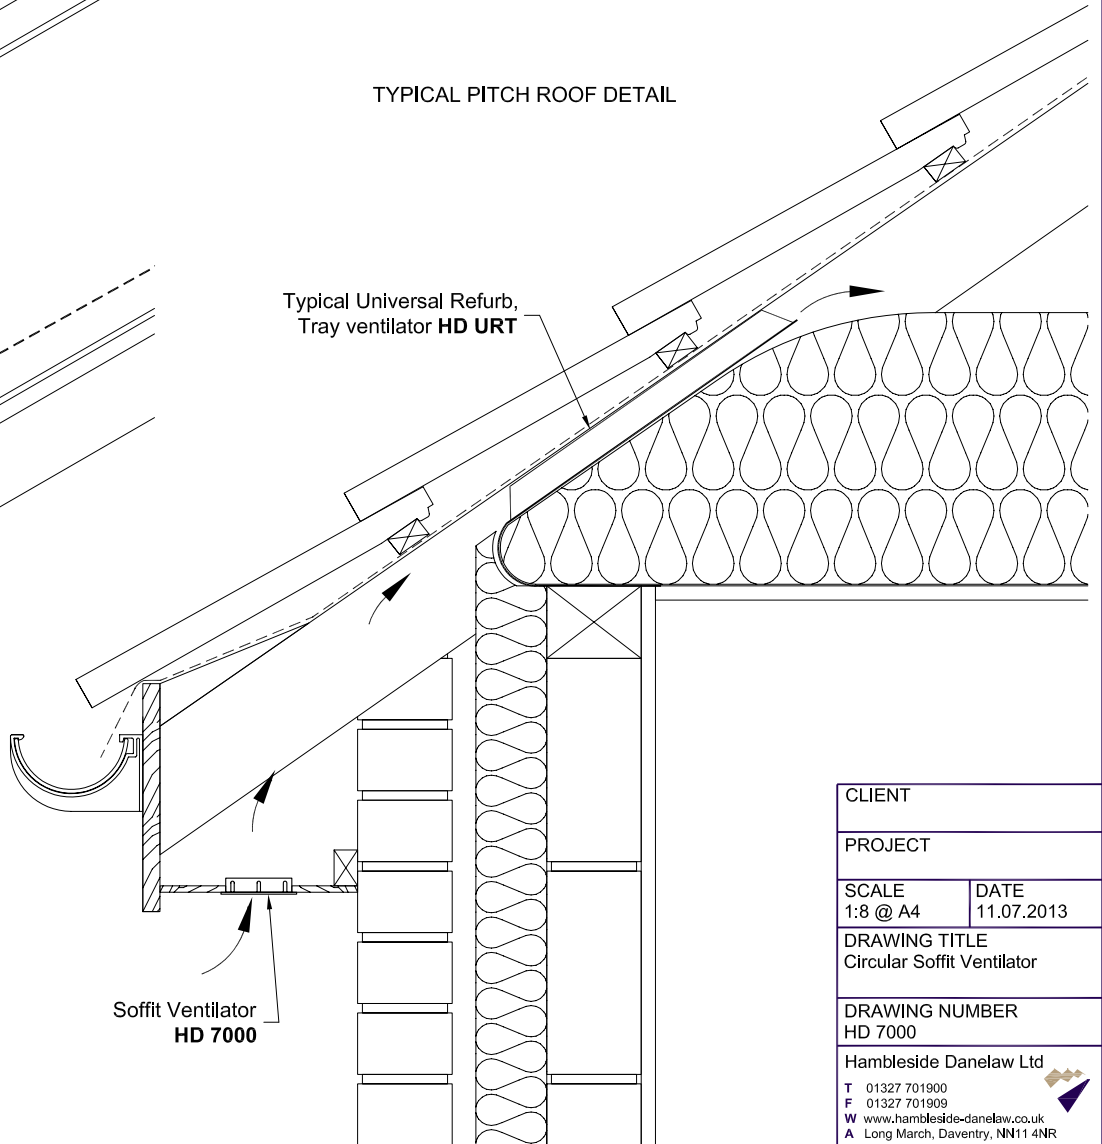 TYPICAL PITCH ROOF DETAIL
Typical Universal Refurb,
Tray ventilator HD URT
Soffit Ventilator
HD 7000
CLIENT
PROJECT
SCALE
1:8 @ A4
DATE
11.07.2013
DRAWING TITLE
Circular Soffit Ventilator
DRAWING NUMBER
HD 7000
Hambleside Danelaw Ltd
T 01327 701900
F 01327 701909
W www.hambleside-danelaw.co.uk
A Long March, Daventry, NN11 4NR